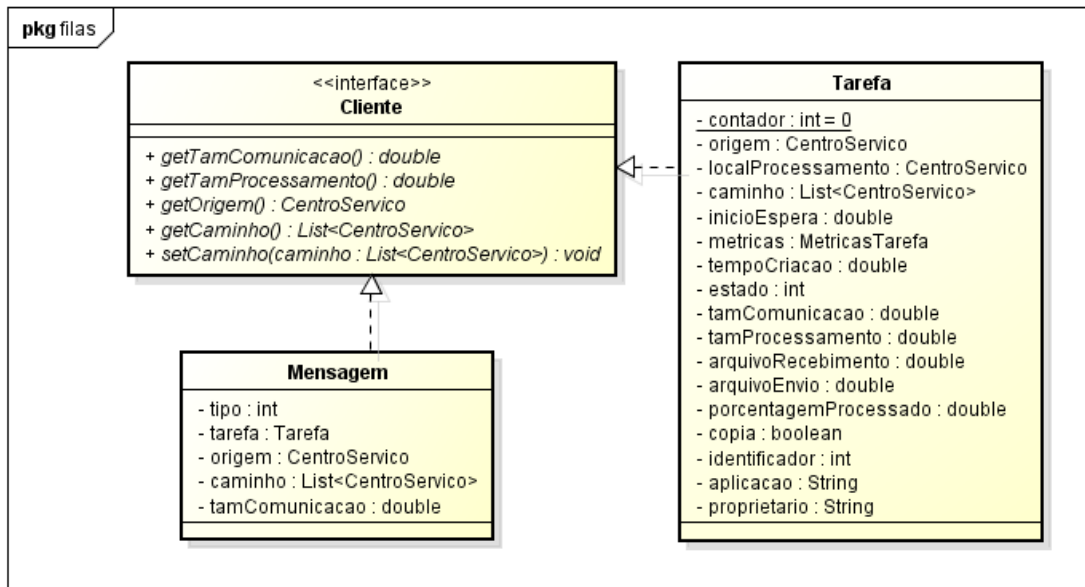 pkg filas
<<interface>>
Cliente
+ getTamComunicacao() : double
+ getTamProcessamento() : double
+ getOrigem() : CentroServico
+ getCaminho() : List<CentroServico>
+ setCaminho(caminho : List<CentroServico>) : void
Tarefa
- contador : int = 0
- origem : CentroServico
- localProcessamento : CentroServico
- caminho : List<CentroServico>
- inicioEspera : double
- metricas : MetricasTarefa
- tempoCriacao : double
- estado : int
- tamComunicacao : double
- tamProcessamento : double
- arquivoRecebimento : double
- arquivoEnvio : double
- porcentagemProcessado : double
- copia : boolean
- identificador : int
- aplicacao : String
- proprietario : String
Mensagem
- tipo : int
- tarefa : Tarefa
- origem : CentroServico
- caminho : List<CentroServico>
- tamComunicacao : double